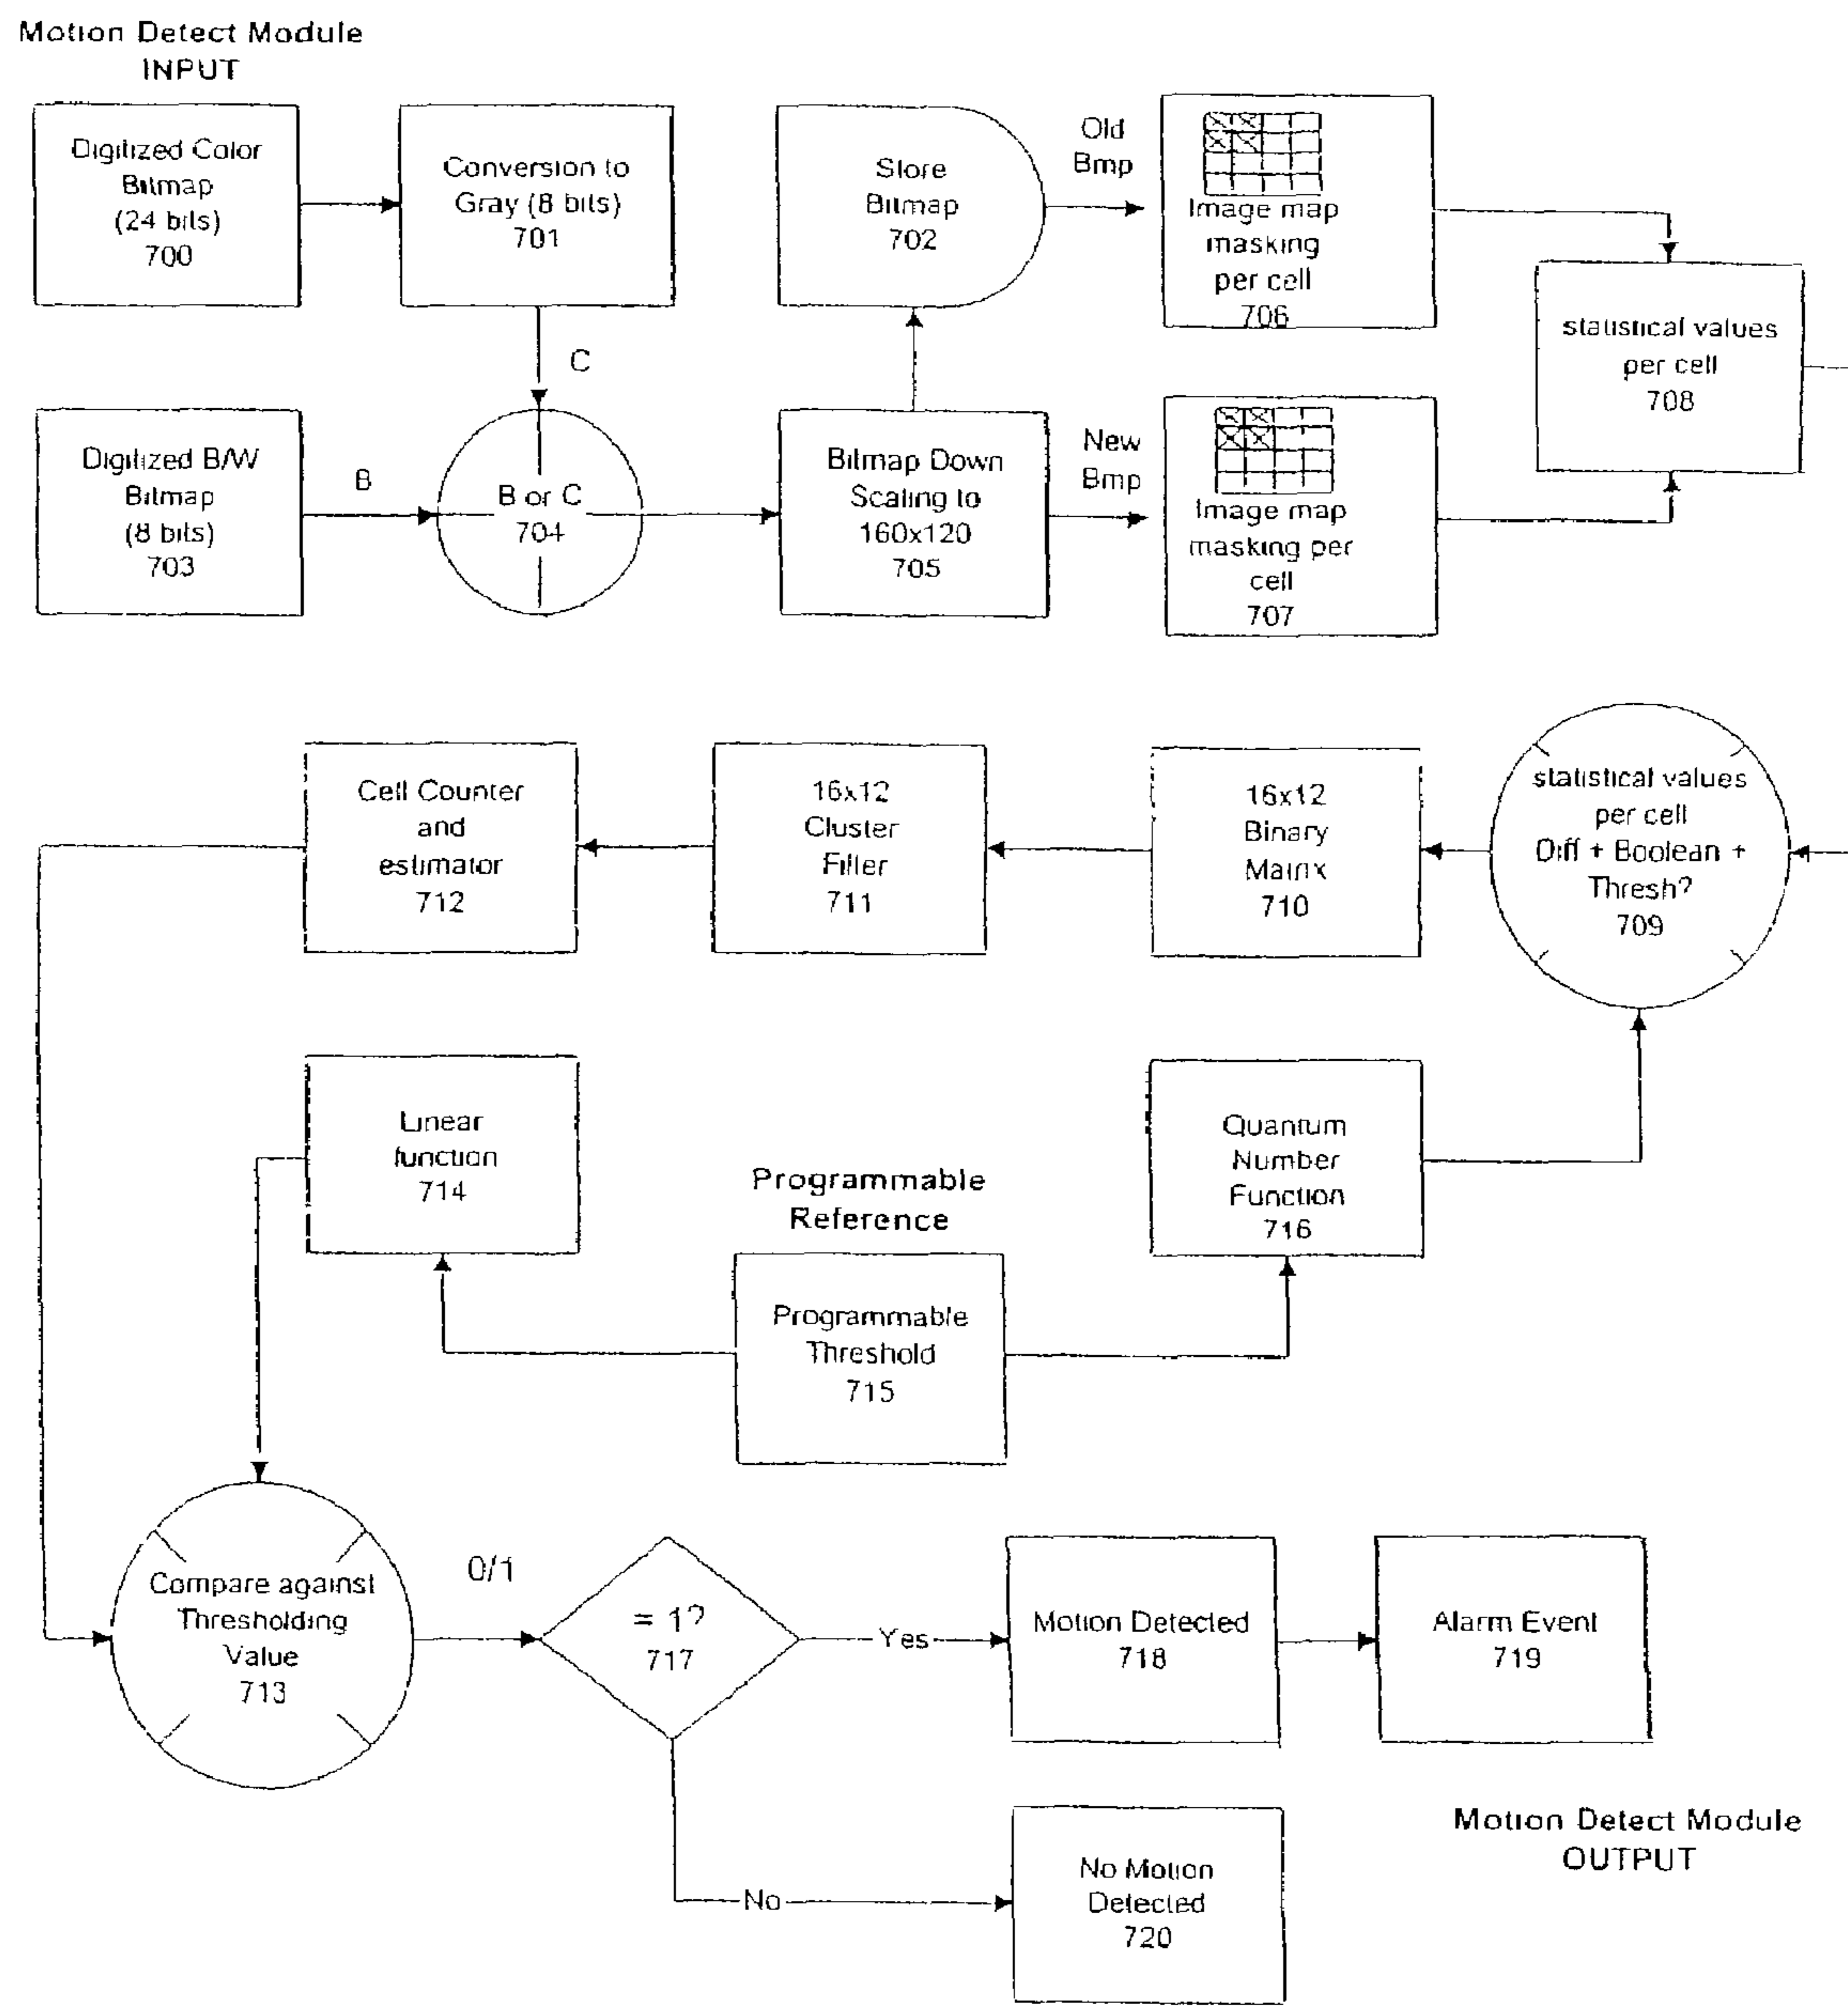 Motion Detect Module
INPUT
Digitized Color
Bitmap
(24 bits)
700
Conversion to
Gray (8 bits)
701
Store
Bitmap
702
Old
Bmp
Image map
masking
per cell
706
statistical values
per cell
708
C
Digitized B/W
Bitmap
(8 bits)
703
B
B or C
704
Bitmap Down
Scaling to
160x120
705
New
Bmp
Image map
masking per
cell
707
Cell Counter
and
estimator
712
16x12
Cluster
Filler
711
16x12
Binary
Matrix
710
statistical values
per cell
Diff + Boolean +
Thresh?
709
Linear
function
714
Programmable
Reference
Programmable
Threshold
715
Quantum
Number
Function
716
Compare against
Thresholding
Value
713
0/1
= 1?
717
Yes
Motion Detected
718
Alarm Event
719
No
No Motion
Detected
720
Motion Detect Module
OUTPUT